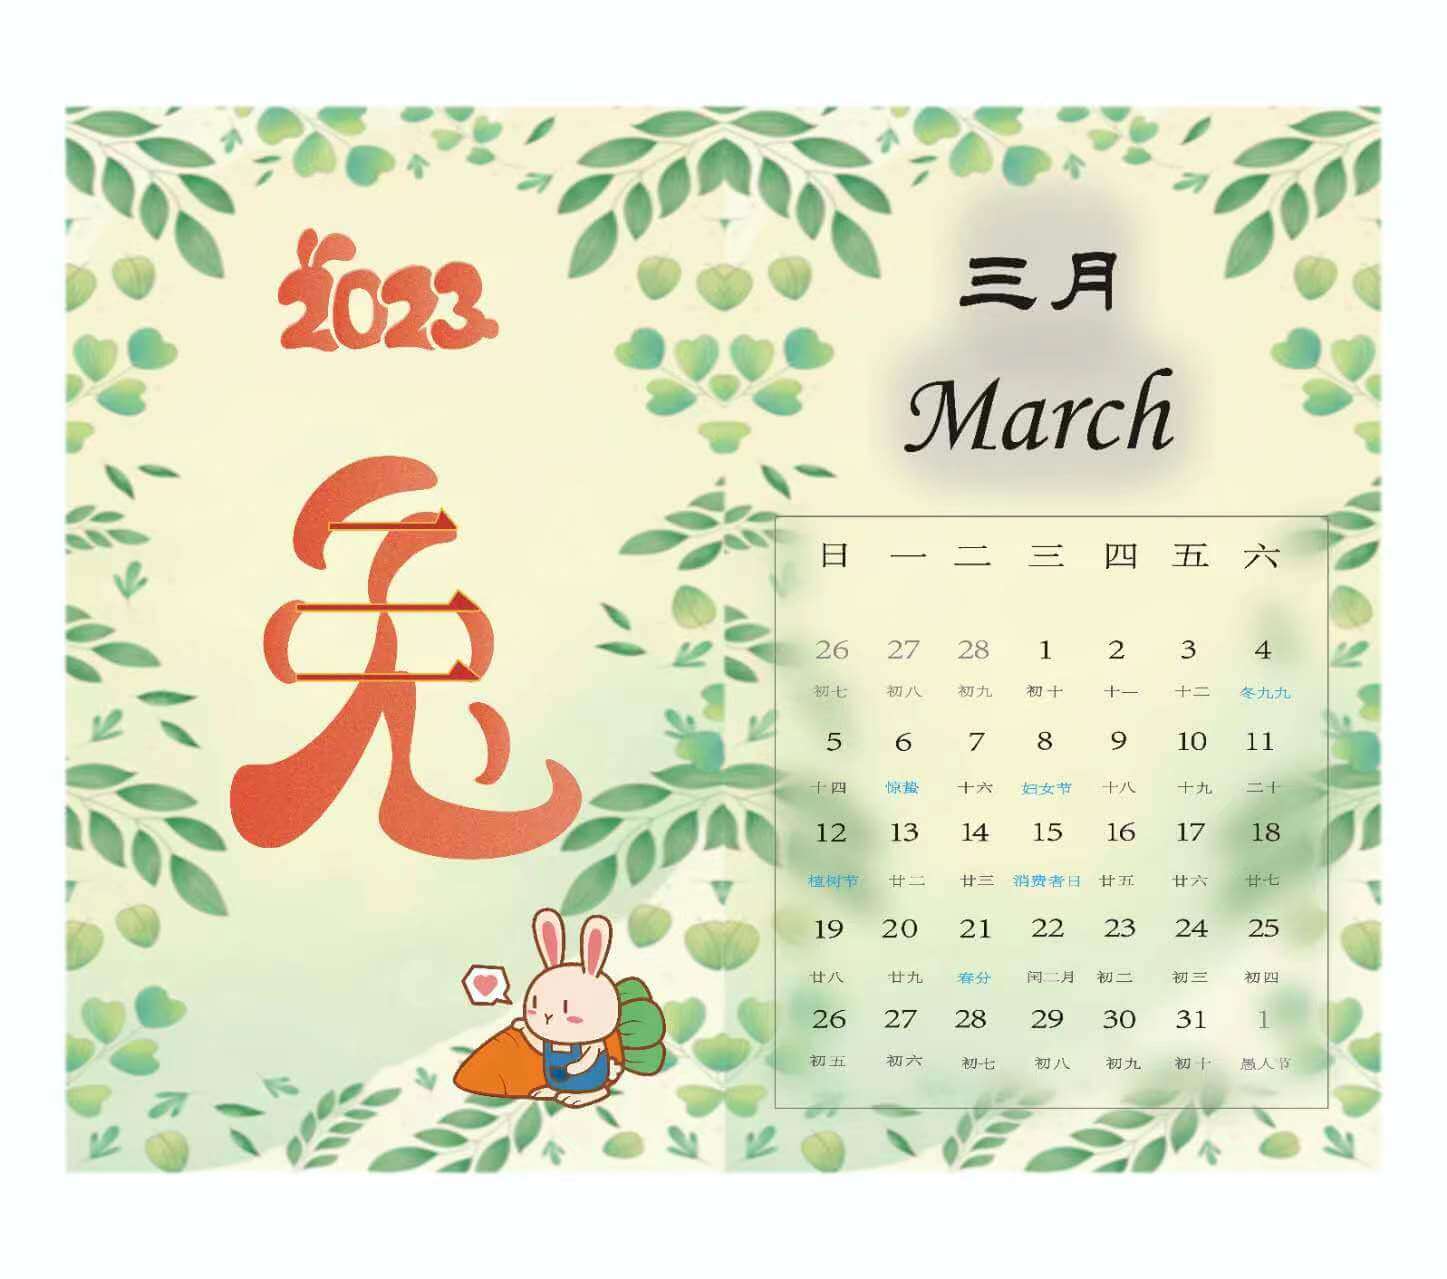 2023
兔
三月
March
日 一 二 三 四 五 六
26 27 28 1 2 3 4
初七 初八 初九 初十 十一 十二 冬九九
5 6 7 8 9 10 11
十四 惊蛰 十六 妇女节 十八 十九 二十
12 13 14 15 16 17 18
植树节 廿二 廿三 消费者日 廿五 廿六 廿七
19 20 21 22 23 24 25
廿八 廿九 春分 闰二月 初二 初三 初四
26 27 28 29 30 31 1
初五 初六 初七 初八 初九 初十 愚人节